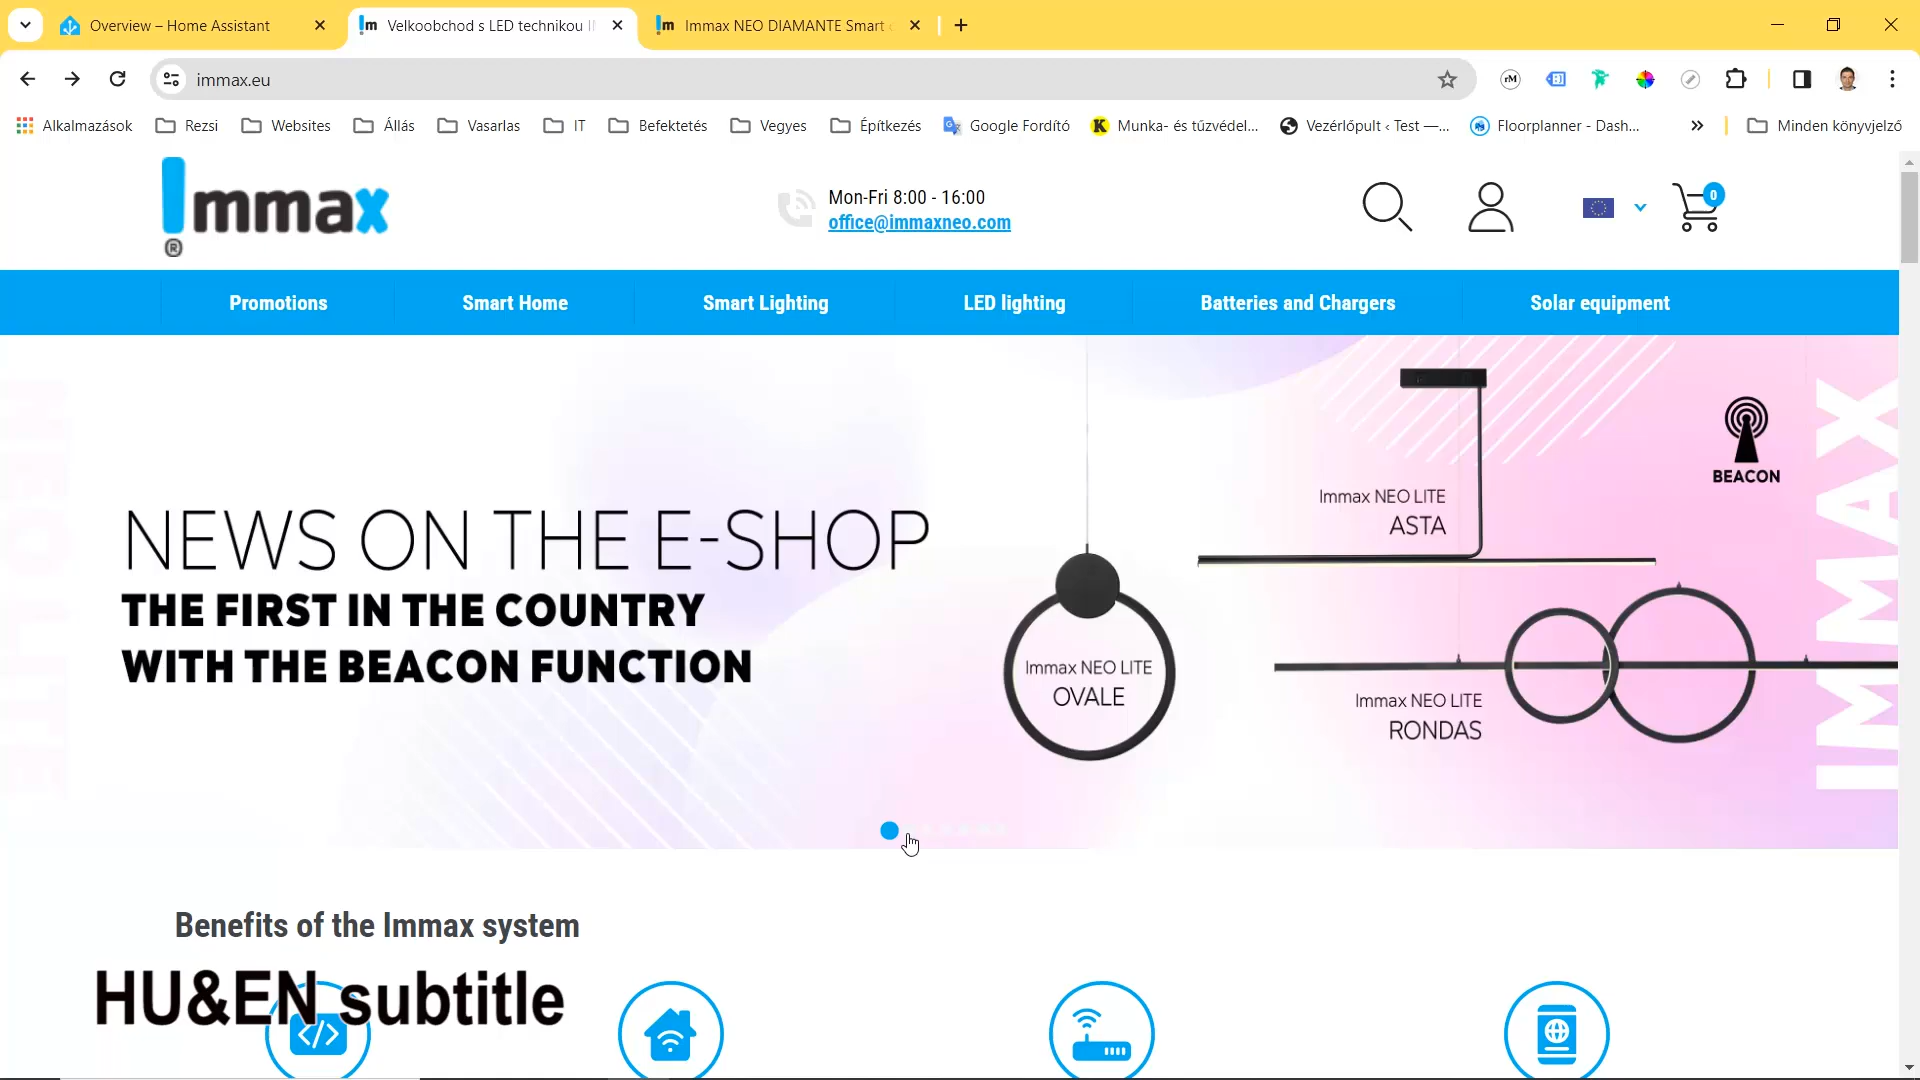 Overview – Home Assistant
Velkoobchod s LED technikou I
Immax NEO DIAMANTE Smart
immax.eu
Alkalmazások
Rezsi
Websites
Állás
Vasarlas
IT
Befektetés
Vegyes
Építkezés
Google Fordító
Munka- és tűzvédel...
Vezérlőpult ‹ Test —...
Floorplanner - Dash...
Minden könyvjelző
Immax
®
Mon-Fri 8:00 - 16:00
office@immaxneo.com
0
Promotions
Smart Home
Smart Lighting
LED lighting
Batteries and Chargers
Solar equipment
NEWS ON THE E-SHOP
THE FIRST IN THE COUNTRY
WITH THE BEACON FUNCTION
Immax NEO LITE
ASTA
BEACON
Immax NEO LITE
OVALE
Immax NEO LITE
RONDAS
IMMAX
Benefits of the Immax system
HU&EN subtitle